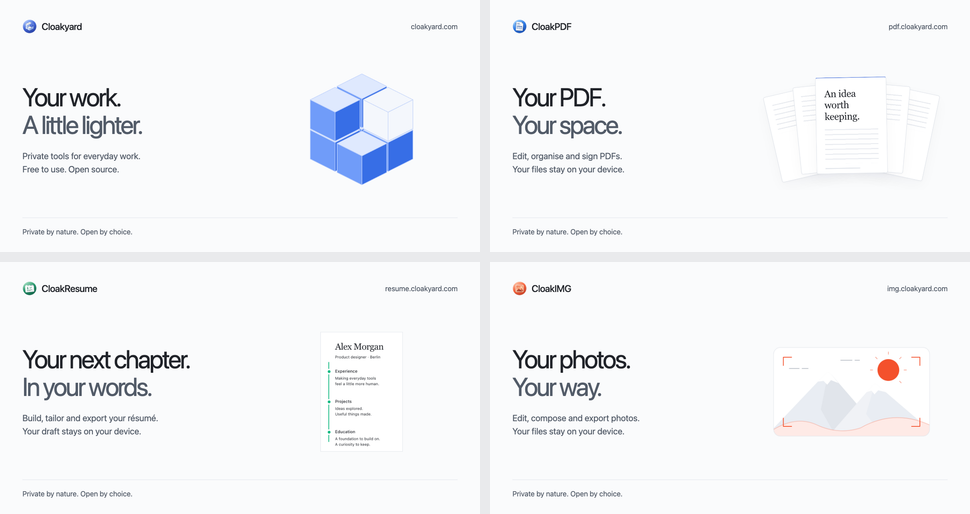 Cloakyard
cloakyard.com
Your work.
A little lighter.
Private tools for everyday work.
Free to use. Open source.
Private by nature. Open by choice.
CloakPDF
pdf.cloakyard.com
Your PDF.
Your space.
Edit, organise and sign PDFs.
Your files stay on your device.
An idea
worth
keeping.
Private by nature. Open by choice.
CloakResume
resume.cloakyard.com
Your next chapter.
In your words.
Build, tailor and export your résumé.
Your draft stays on your device.
Alex Morgan
Product designer · Berlin
Experience
Making everyday tools
feel a little more human.
Projects
Ideas explored.
Useful things made.
Education
A foundation to build on.
A curiosity to keep.
Private by nature. Open by choice.
CloakIMG
img.cloakyard.com
Your photos.
Your way.
Edit, compose and export photos.
Your files stay on your device.
Private by nature. Open by choice.